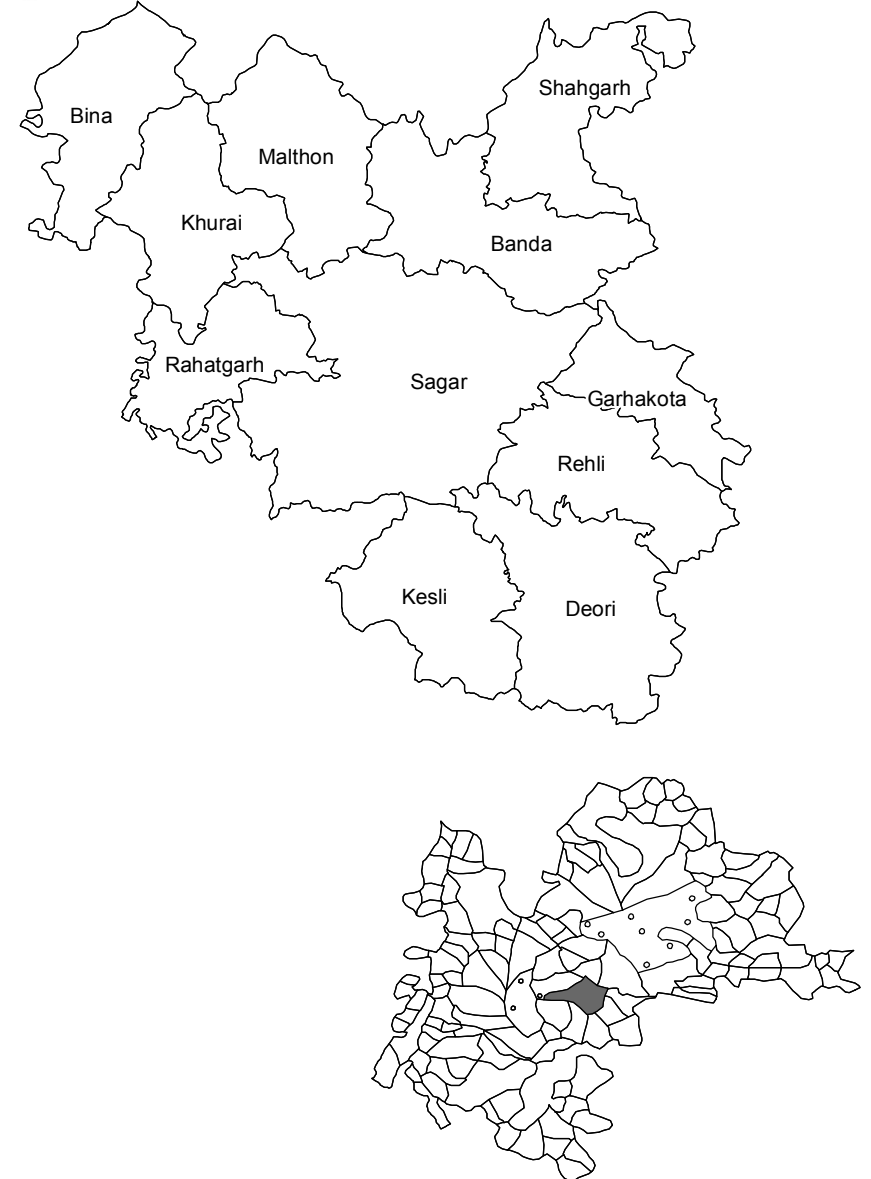 Shahgarh
Bina
Malthon
Khurai
Banda
Rahatgarh
Sagar
Garhakota
Rehli
Kesli
Deori